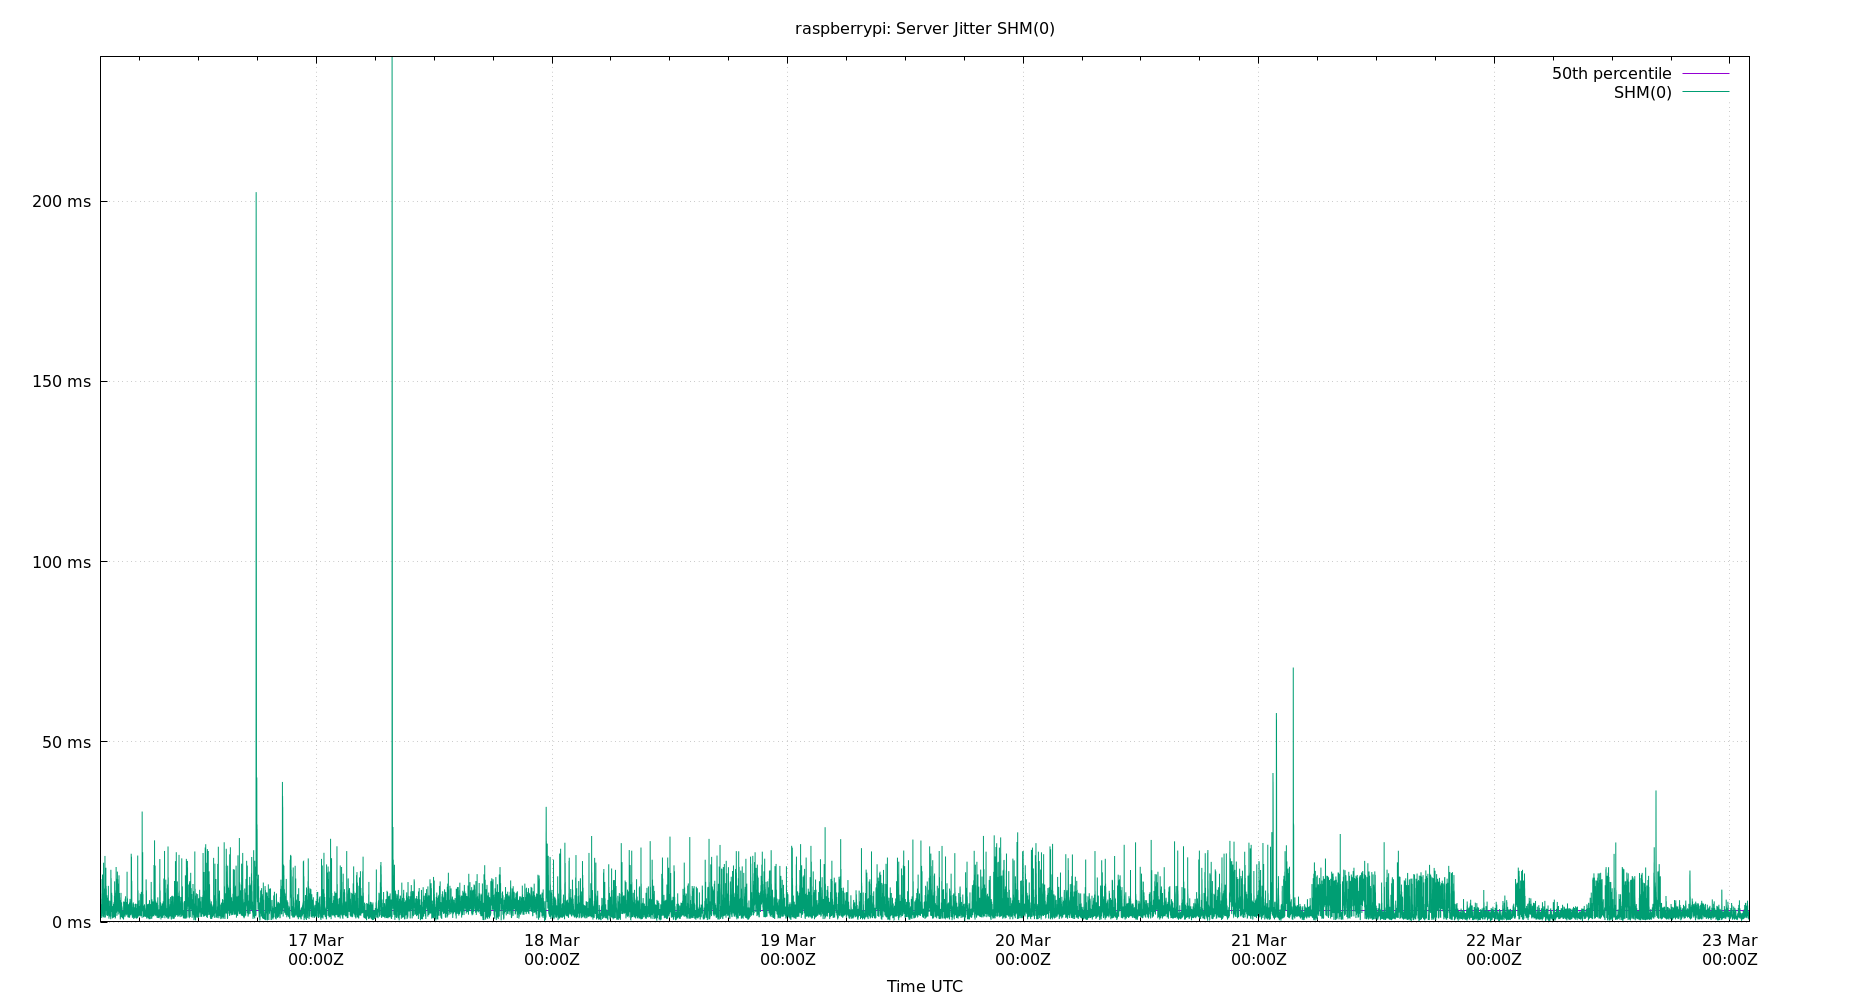 raspberrypi: Server Jitter SHM(0)
50th percentile
SHM(0)
200 ms
150 ms
100 ms
50 ms
0 ms
17 Mar
00:00Z
18 Mar
00:00Z
19 Mar
00:00Z
20 Mar
00:00Z
21 Mar
00:00Z
22 Mar
00:00Z
23 Mar
00:00Z
Time UTC